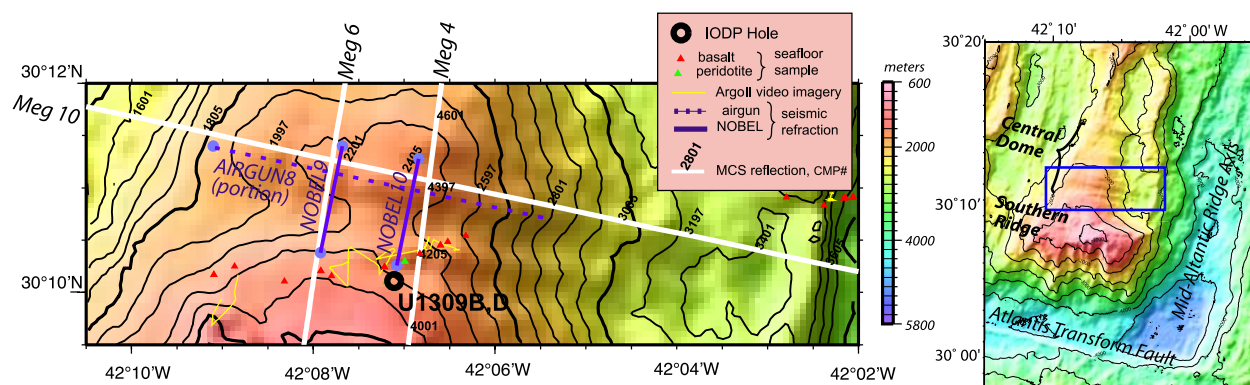 Meg 6
Meg 4
Meg 10
30°12'N
30°10'N
42°10'W
42°08'W
42°06'W
42°04'W
42°02'W
1601
1805
1997
2201
2405
2597
2801
3197
3401
4601
4397
4205
4001
AIRGUN8
(portion)
NOBEL9
NOBEL10
U1309B,D
IODP Hole
basalt
peridotite
seafloor
sample
ArgoII video imagery
airgun
NOBEL
seismic
refraction
2801
MCS reflection, CMP#
meters
600
2000
4000
5800
42°10'
42°00'
30°20'
30°10'
30°00'
Central
Dome
Southern
Ridge
Mid-Atlantic Ridge Axis
Atlantis Transform Fault